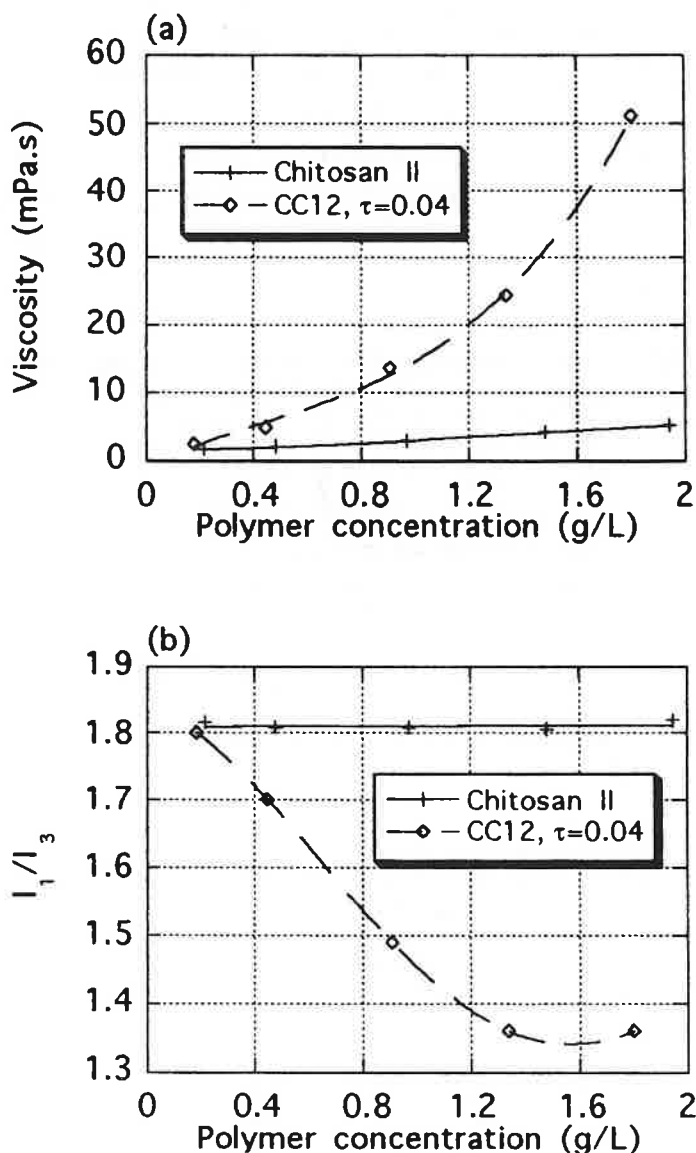 (a)
60
50
40
30
20
10
0
Viscosity (mPa.s)
Chitosan II
CC12, τ=0.04
0 0.4 0.8 1.2 1.6 2
Polymer concentration (g/L)
(b)
1.9
1.8
1.7
1.6
1.5
1.4
1.3
I₁/I₃
Chitosan II
CC12, τ=0.04
0 0.4 0.8 1.2 1.6 2
Polymer concentration (g/L)